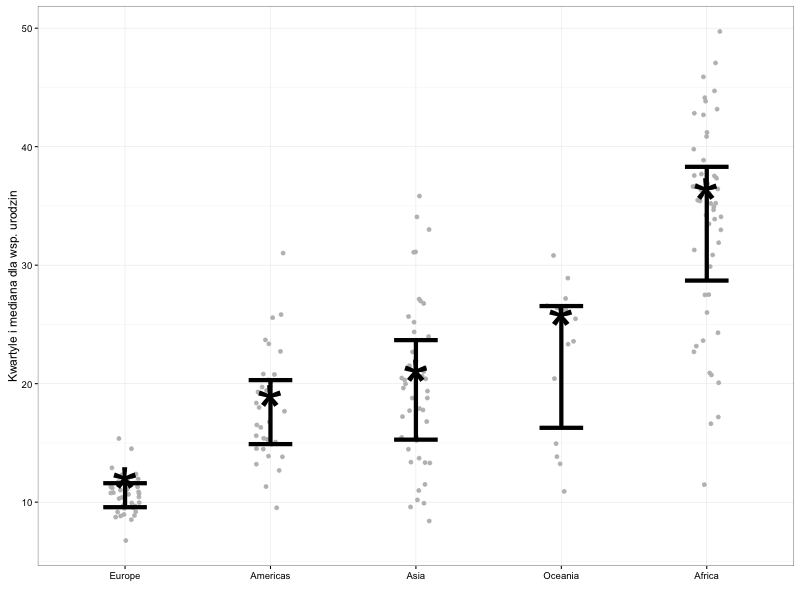 Kwartyle i mediana dla wsp. urodzin
50
40
30
20
10
Europe
Americas
Asia
Oceania
Africa